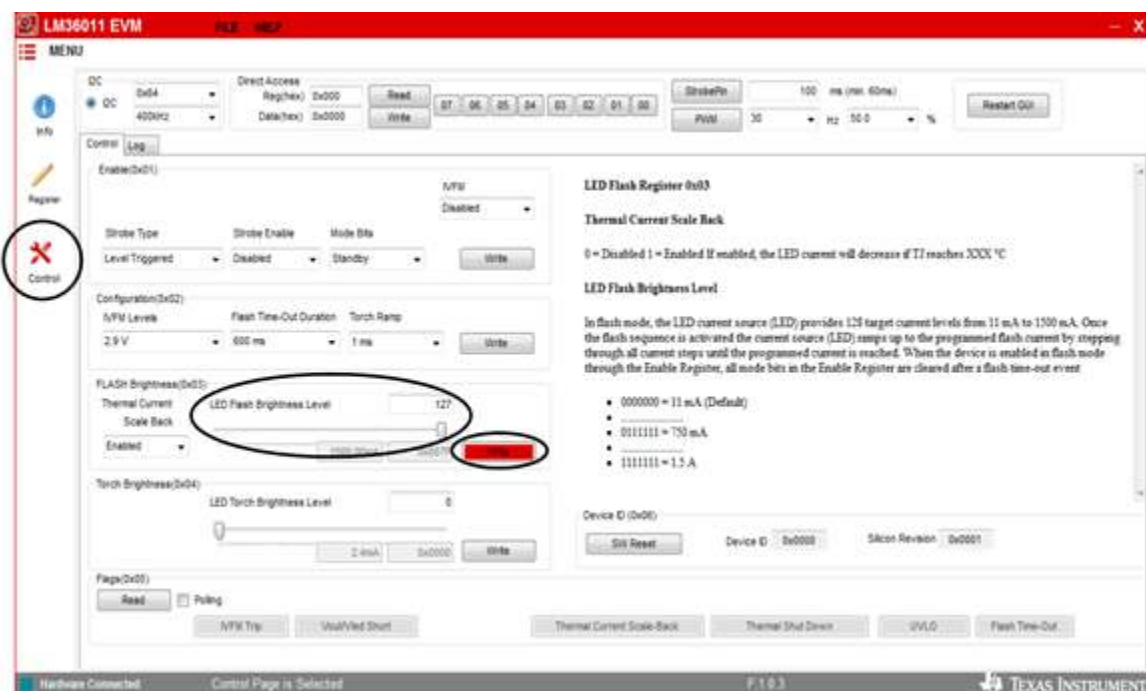 LM36011 EVM
FILE HELP
MENU
Info
Register
Control
I2C
I2C
0x64
400kHz
Direct Access
Reg(hex) 0x000 Read
Data(hex) 0x0000 Write
07 06 05 04 03 02 01 00
StrobePin 100 ms (min. 60ms)
PWM 30 Hz 50.0 %
Restart GUI
Control Log
Enable(0x01)
IVFM
Disabled
Strobe Type Strobe Enable Mode Bits
Level Triggered Disabled Standby Write
Configuration(0x02)
IVFM Levels Flash Time-Out Duration Torch Ramp
2.9 V 600 ms 1 ms Write
FLASH Brightness(0x03)
Thermal Current Scale Back
LED Flash Brightness Level 127
Enabled
Torch Brightness(0x04)
LED Torch Brightness Level 0
2.4mA 0x0000 Write
Flags(0x05)
Read Polling
IVFM Trip Vout/Vled Short Thermal Current Scale-Back Thermal Shut Down UVLO Flash Time-Out
LED Flash Register 0x03
Thermal Current Scale Back
0 = Disabled 1 = Enabled If enabled, the LED current will decrease if TJ reaches XXX °C
LED Flash Brightness Level
In flash mode, the LED current source (LED) provides 128 target current levels from 11 mA to 1500 mA. Once
the flash sequence is activated the current source (LED) ramps up to the programmed flash current by stepping
through all current steps until the programmed current is reached. When the device is enabled in flash mode
through the Enable Register, all mode bits in the Enable Register are cleared after a flash time-out event
0000000 = 11 mA (Default)
.....................
0111111 = 750 mA
.....................
1111111 = 1.5 A
Device ID (0x06)
SW Reset Device ID 0x0000 Silicon Revision 0x0001
Hardware Connected Control Page is Selected F.1.0.3 TEXAS INSTRUMENT